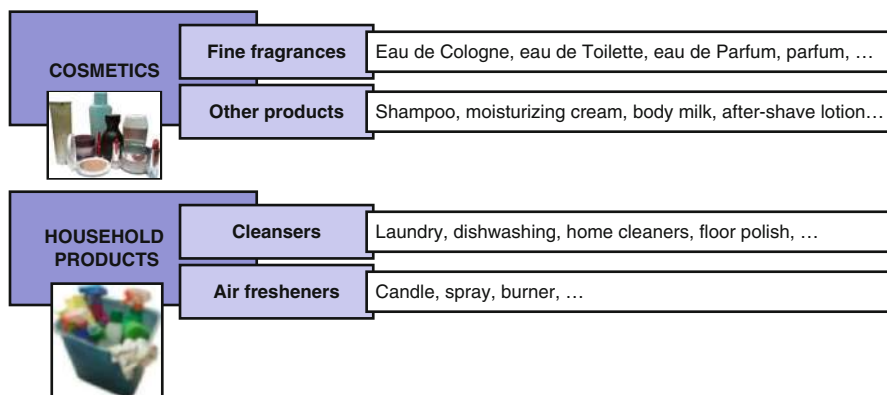 COSMETICS
Fine fragrances
Eau de Cologne, eau de Toilette, eau de Parfum, parfum, …
Other products
Shampoo, moisturizing cream, body milk, after-shave lotion…
HOUSEHOLD
PRODUCTS
Cleansers
Laundry, dishwashing, home cleaners, floor polish, …
Air fresheners
Candle, spray, burner, …